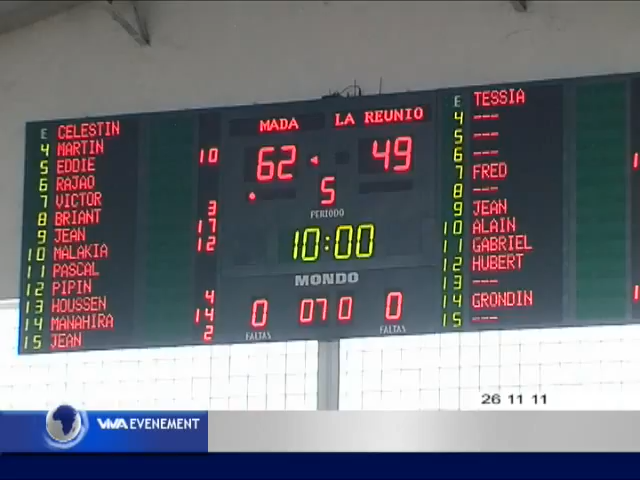 E CELESTIN
4 MARTIN 10
5 EDDIE
6 RAJAO
7 VICTOR
8 BRIANT 3
9 JEAN 17
10 MALAKIA 12
11 PASCAL
12 PIPIN
13 HOUSSEN 4
14 MANAHIRA 14
15 JEAN 2
MADA LA REUNIO
62 49
5
PERIODO
10:00
MONDO
0 07 0 0
FALTAS FALTAS
E TESSIA
4 ---
5 ---
6 ---
7 FRED
8 ---
9 JEAN
10 ALAIN
11 GABRIEL
12 HUBERT
13 ---
14 GRONDIN
15 ---
26 11 11
VIVA EVENEMENT